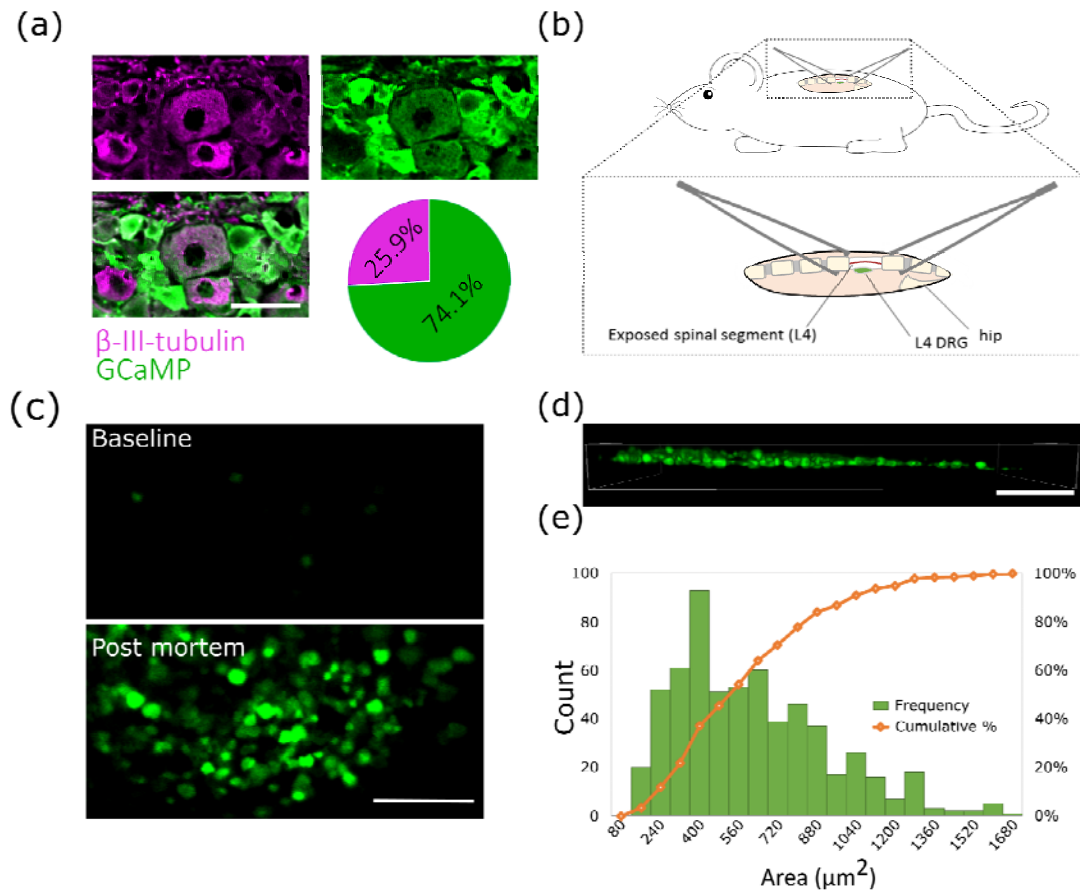 (a)
25.9%
74.1%
β-III-tubulin
GCaMP
(b)
Exposed spinal segment (L4)
L4 DRG
hip
(c)
Baseline
Post mortem
(d)
(e)
100
80
60
40
20
0
Count
100%
80%
60%
40%
20%
0%
Frequency
Cumulative %
80
240
400
560
720
880
1040
1200
1360
1520
1680
Area (µm²)